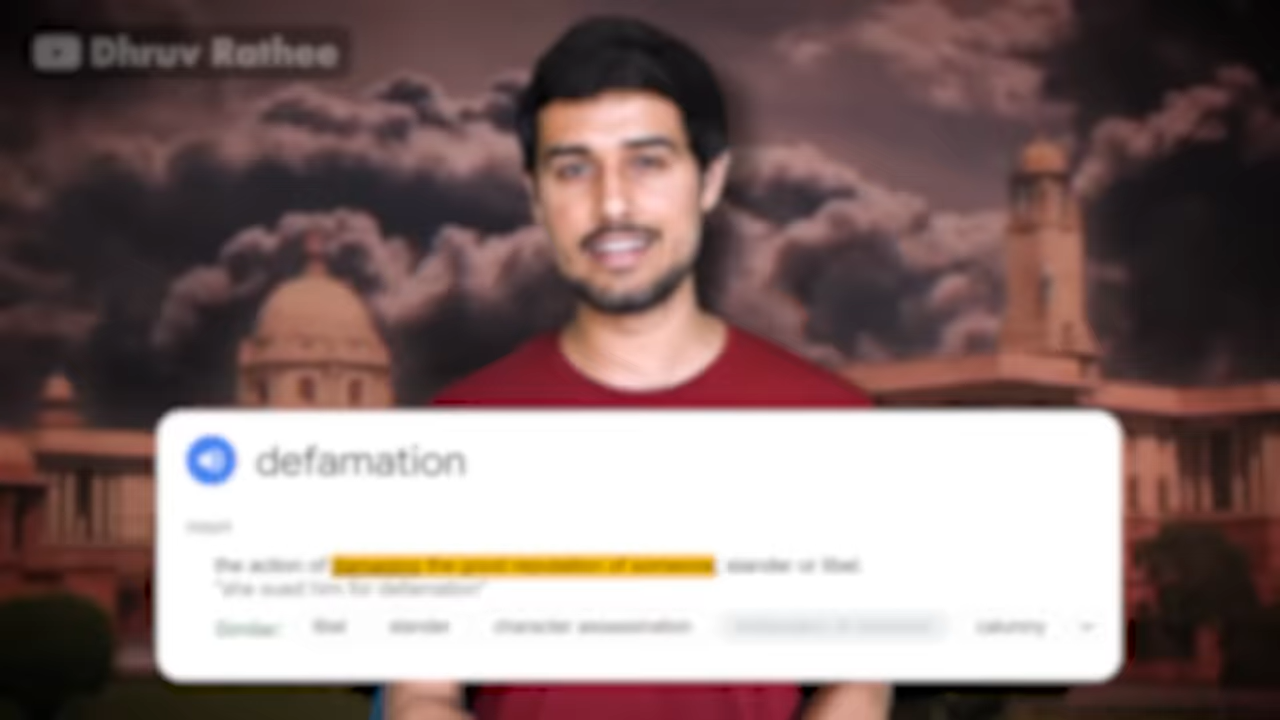 Dhruv Rathee
defamation
noun
the action of damaging the good reputation of someone; slander or libel.
"she sued him for defamation"
Similar: libel slander character assassination calumny